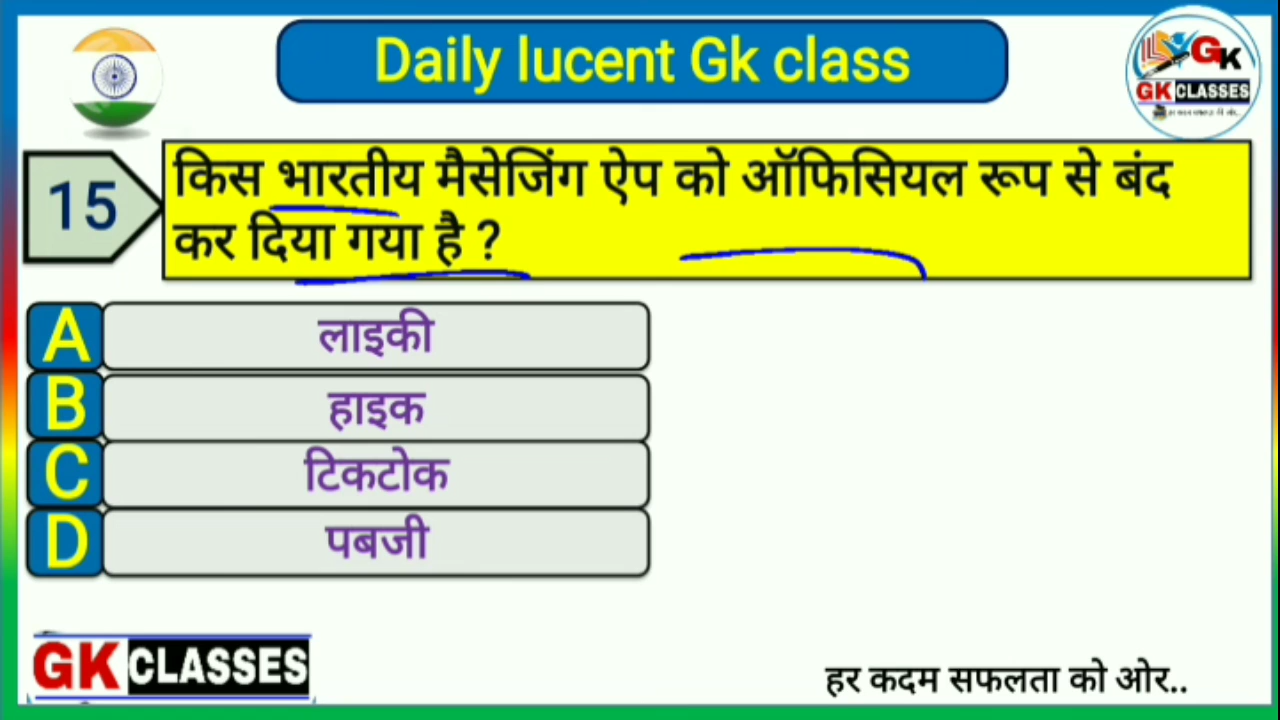 Daily lucent Gk class
GK
GK CLASSES
15
किस भारतीय मैसेजिंग ऐप को ऑफिसियल रूप से बंद
कर दिया गया है ?
A लाइकी
B हाइक
C टिकटोक
D पबजी
GK CLASSES
हर कदम सफलता को ओर..